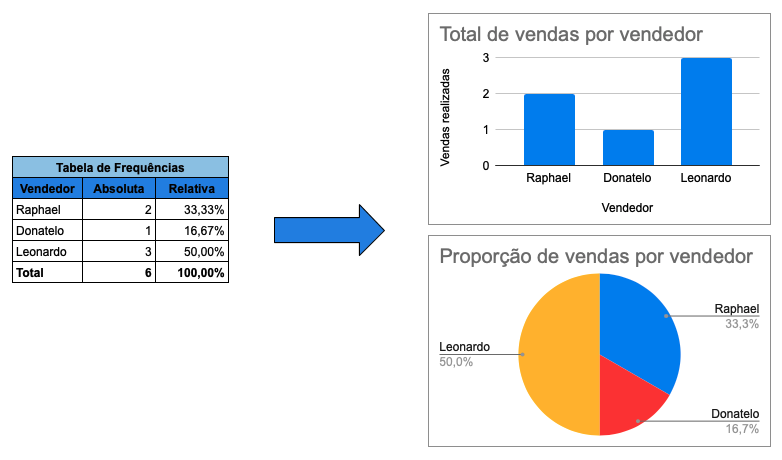 Tabela de Frequências
Vendedor Absoluta Relativa
Raphael 2 33,33%
Donatelo 1 16,67%
Leonardo 3 50,00%
Total 6 100,00%
Total de vendas por vendedor
Vendas realizadas
3
2
1
0
Raphael Donatelo Leonardo
Vendedor
Proporção de vendas por vendedor
Raphael
33,3%
Leonardo
50,0%
Donatelo
16,7%